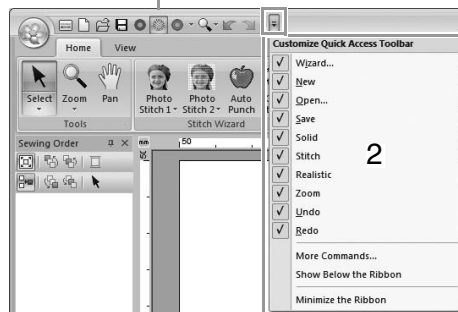 Home View
Customize Quick Access Toolbar
Wizard...
New
Open...
Save
Solid
Stitch
Realistic
Zoom
Undo
Redo
More Commands...
Show Below the Ribbon
Minimize the Ribbon
2
Select Zoom Pan
Tools
Photo Stitch 1 Photo Stitch 2 Auto Punch
Stitch Wizard
Sewing Order
mm
50